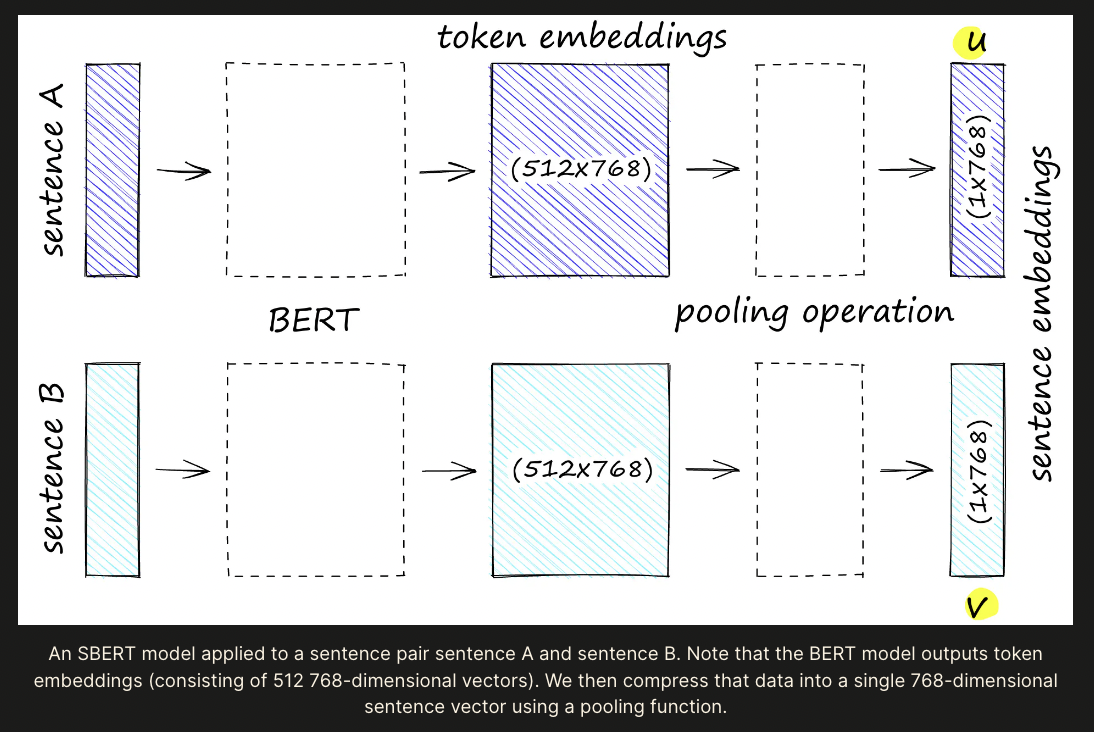 token embeddings
u
sentence A
(512x768)
(1x768)
sentence embeddings
BERT
pooling operation
sentence B
(512x768)
(1x768)
v
An SBERT model applied to a sentence pair sentence A and sentence B. Note that the BERT model outputs token
embeddings (consisting of 512 768-dimensional vectors). We then compress that data into a single 768-dimensional
sentence vector using a pooling function.